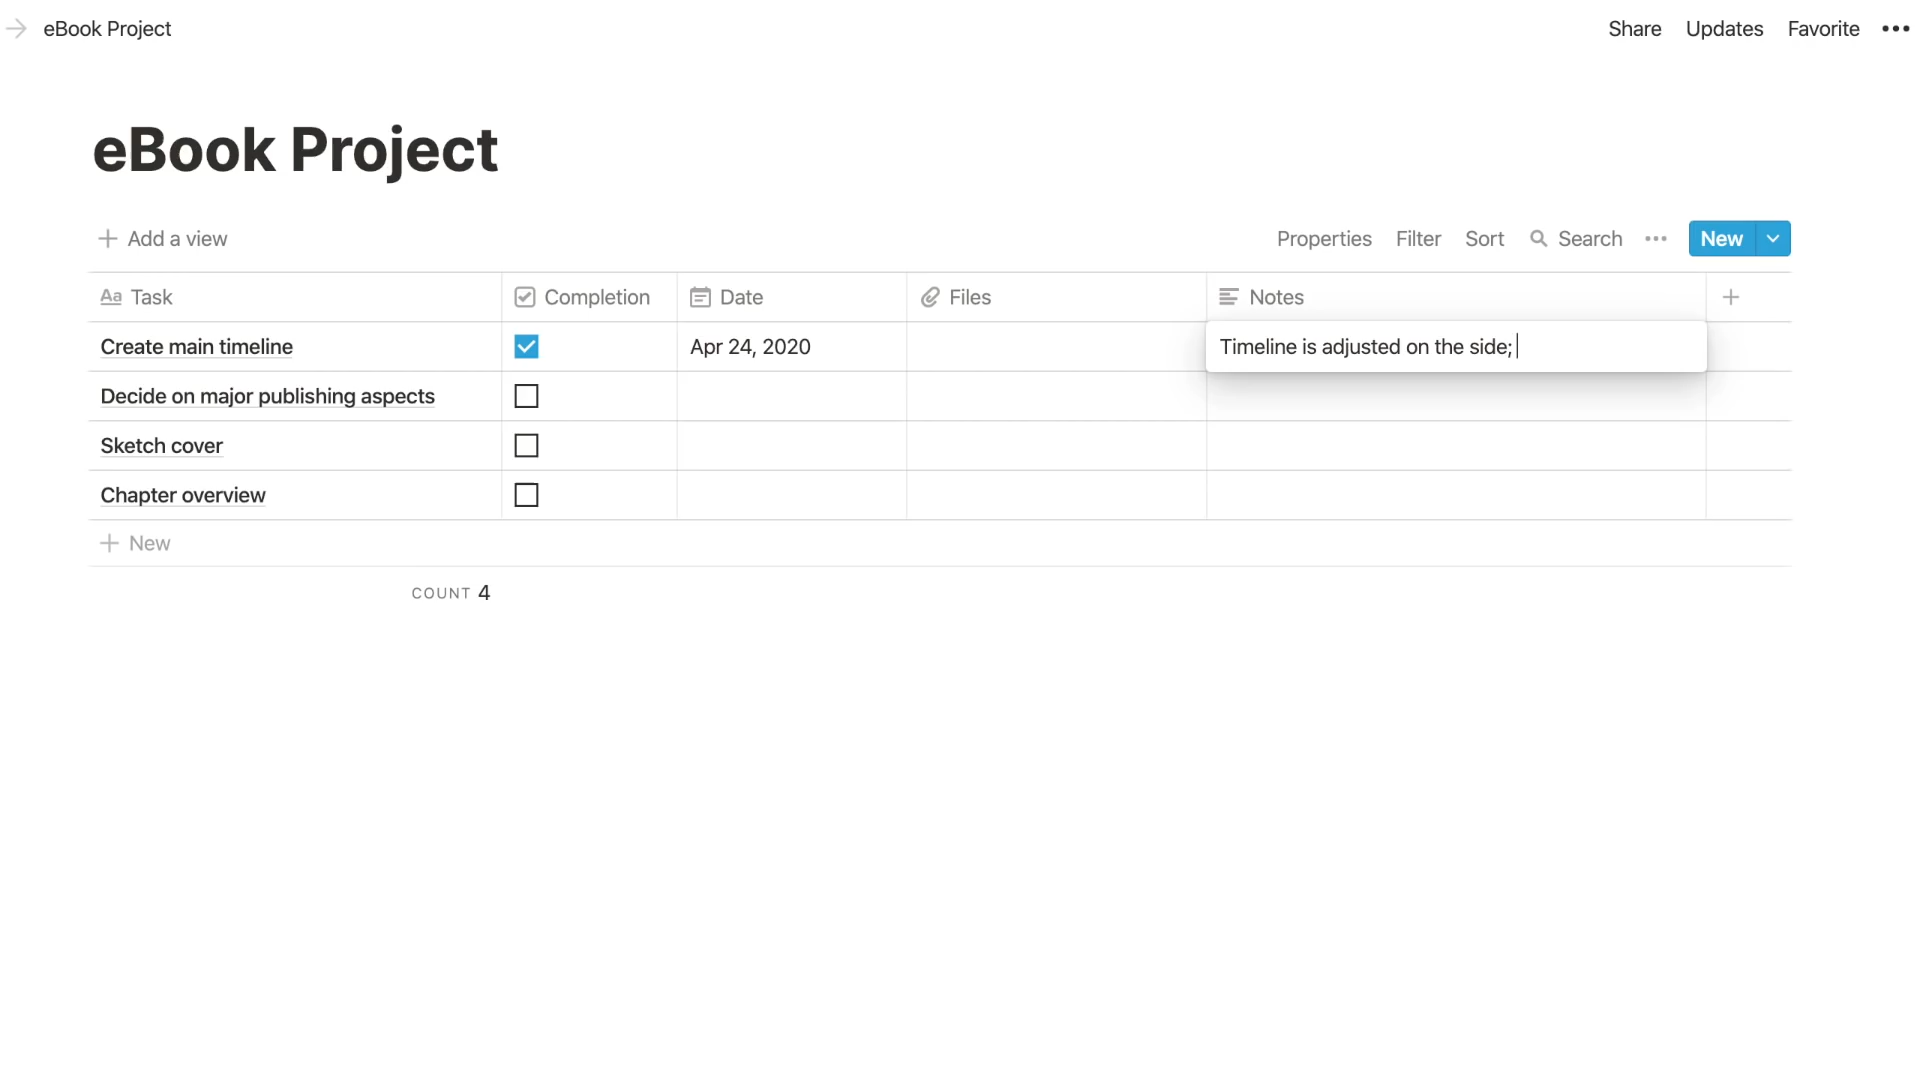 eBook Project
Share Updates Favorite
eBook Project
Add a view
Properties Filter Sort Search New
Aa Task Completion Date Files Notes
Create main timeline Apr 24, 2020 Timeline is adjusted on the side;
Decide on major publishing aspects
Sketch cover
Chapter overview
New
COUNT 4